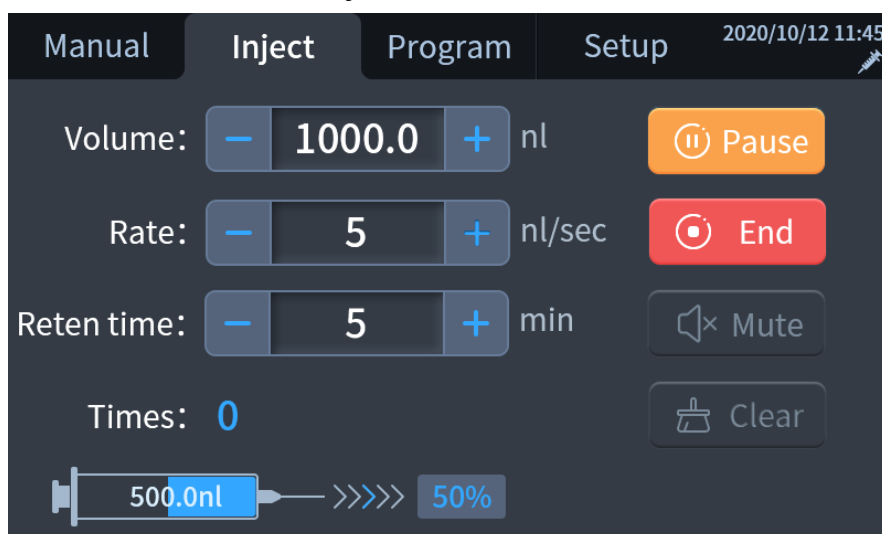 Manual Inject Program Setup 2020/10/12 11:45
Volume: − 1000.0 + nl Pause
Rate: − 5 + nl/sec End
Reten time: − 5 + min Mute
Times: 0 Clear
500.0nl 50%